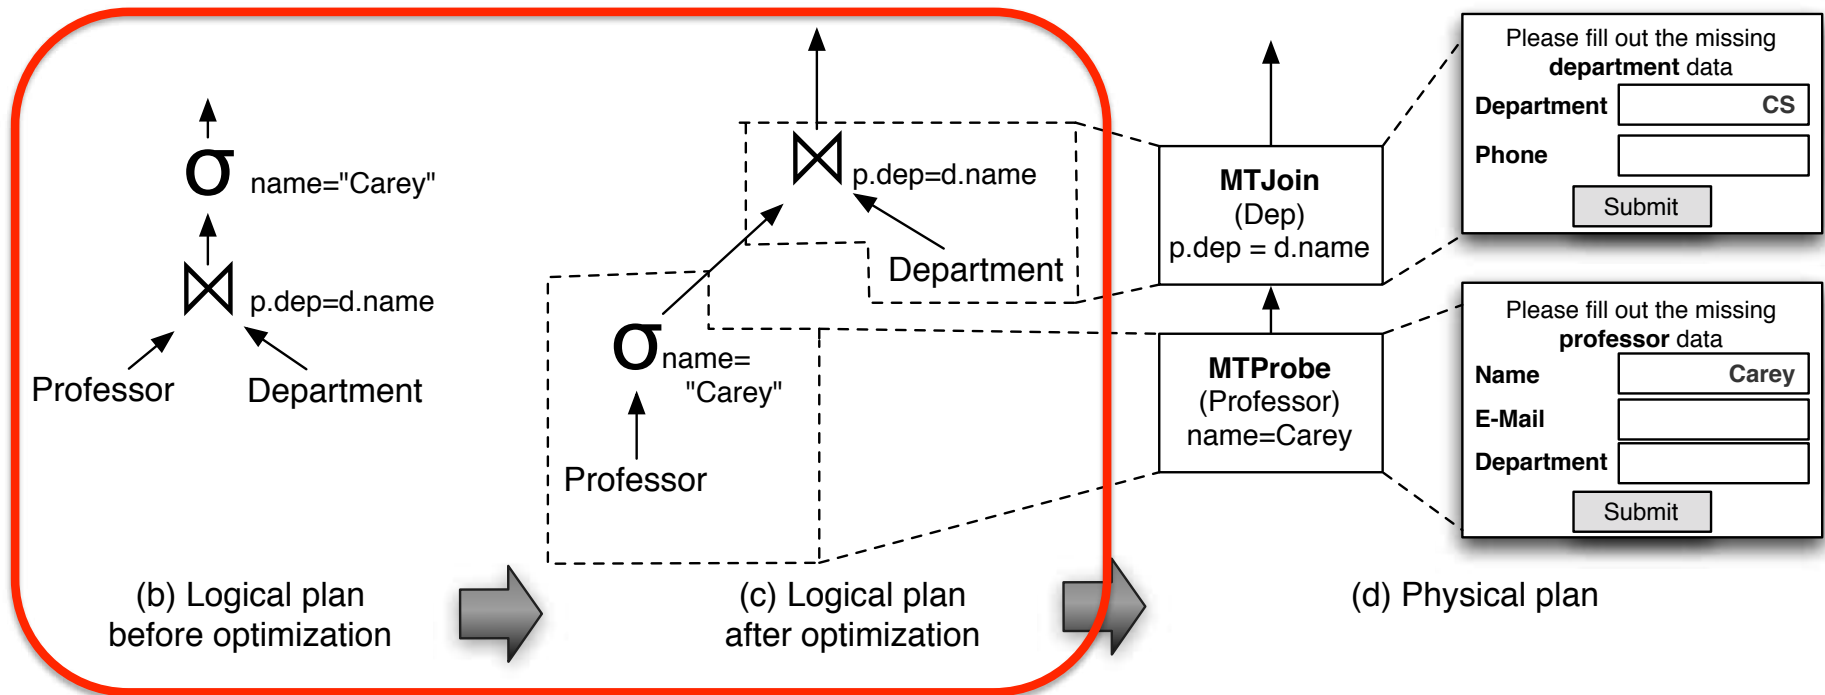 σ name="Carey"
⋈ p.dep=d.name
Professor
Department
(b) Logical plan
before optimization
⋈ p.dep=d.name
Department
σ name=
"Carey"
Professor
(c) Logical plan
after optimization
MTJoin
(Dep)
p.dep = d.name
MTProbe
(Professor)
name=Carey
(d) Physical plan
Please fill out the missing
department data
Department CS
Phone
Submit
Please fill out the missing
professor data
Name Carey
E-Mail
Department
Submit